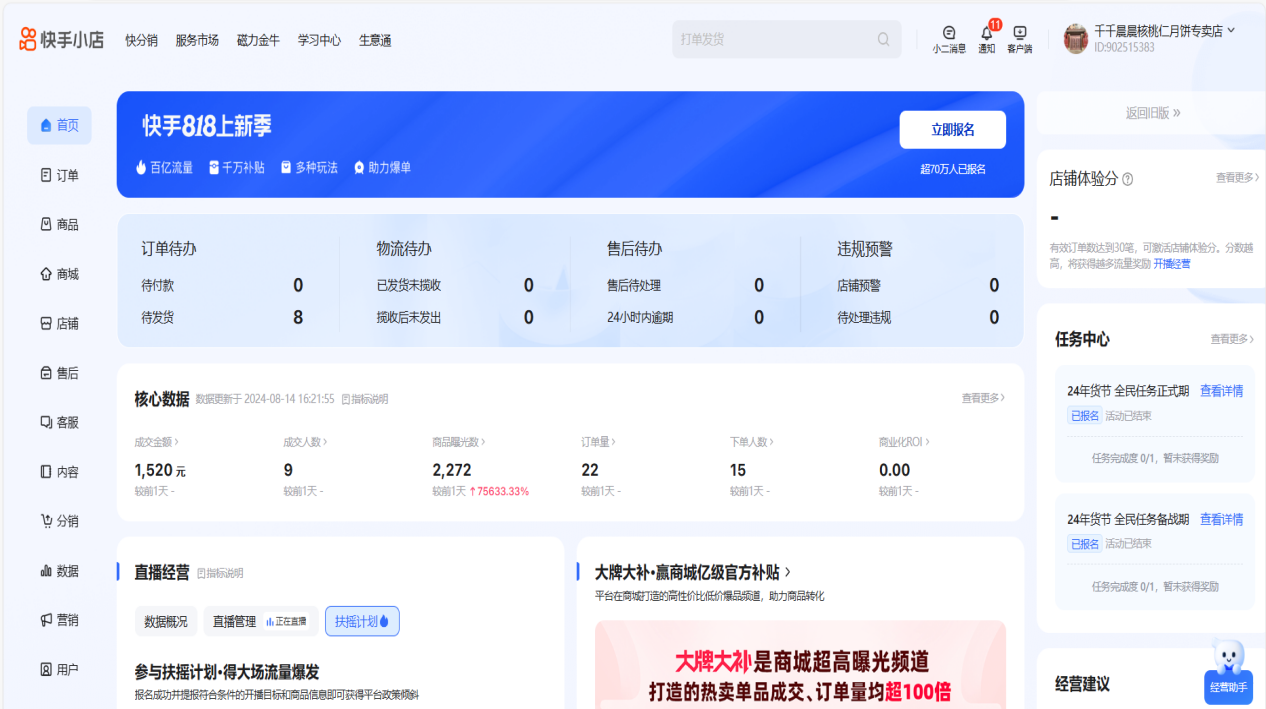 快手小店 快分销 服务市场 磁力金牛 学习中心 生意通
打单发货
小二消息 通知 11 客户端
千千晨晨核桃仁月饼专卖店
ID:902515383
首页
订单
商品
商城
店铺
售后
客服
内容
分销
数据
营销
用户
快手818上新季
百亿流量 千万补贴 多种玩法 助力爆单
立即报名
超70万人已报名
订单待办 物流待办 售后待办 违规预警
待付款 0 已发货未揽收 0 售后待处理 0 店铺预警 0
待发货 8 揽收后未发出 0 24小时内逾期 0 待处理违规 0
核心数据 数据更新于 2024-08-14 16:21:55 指标说明 查看更多
成交金额 成交人数 商品曝光数 订单量 下单人数 商业化ROI
1,520 元 9 2,272 22 15 0.00
较前1天 - 较前1天 - 较前1天 ↑75633.33% 较前1天 - 较前1天 - 较前1天 -
直播经营 指标说明
数据概况 直播管理 正在直播 扶摇计划
参与扶摇计划·得大场流量爆发
报名成功并提报符合条件的开播目标和商品信息即可获得平台政策倾斜
大牌大补·赢商城亿级官方补贴
平台在商城打造的高性价比低价爆品频道，助力商品转化
大牌大补是商城超高曝光频道
打造的热卖单品成交、订单量均超100倍
返回旧版 »
店铺体验分 查看更多
-
有效订单数达到30笔，可激活店铺体验分。分数越
高，将获得越多流量奖励 开播经营
任务中心 查看更多
24年货节 全民任务正式期 查看详情
已报名 活动已结束
任务完成度 0/1，暂未获得奖励
24年货节 全民任务备战期 查看详情
已报名 活动已结束
任务完成度 0/1，暂未获得奖励
经营建议
经营助手